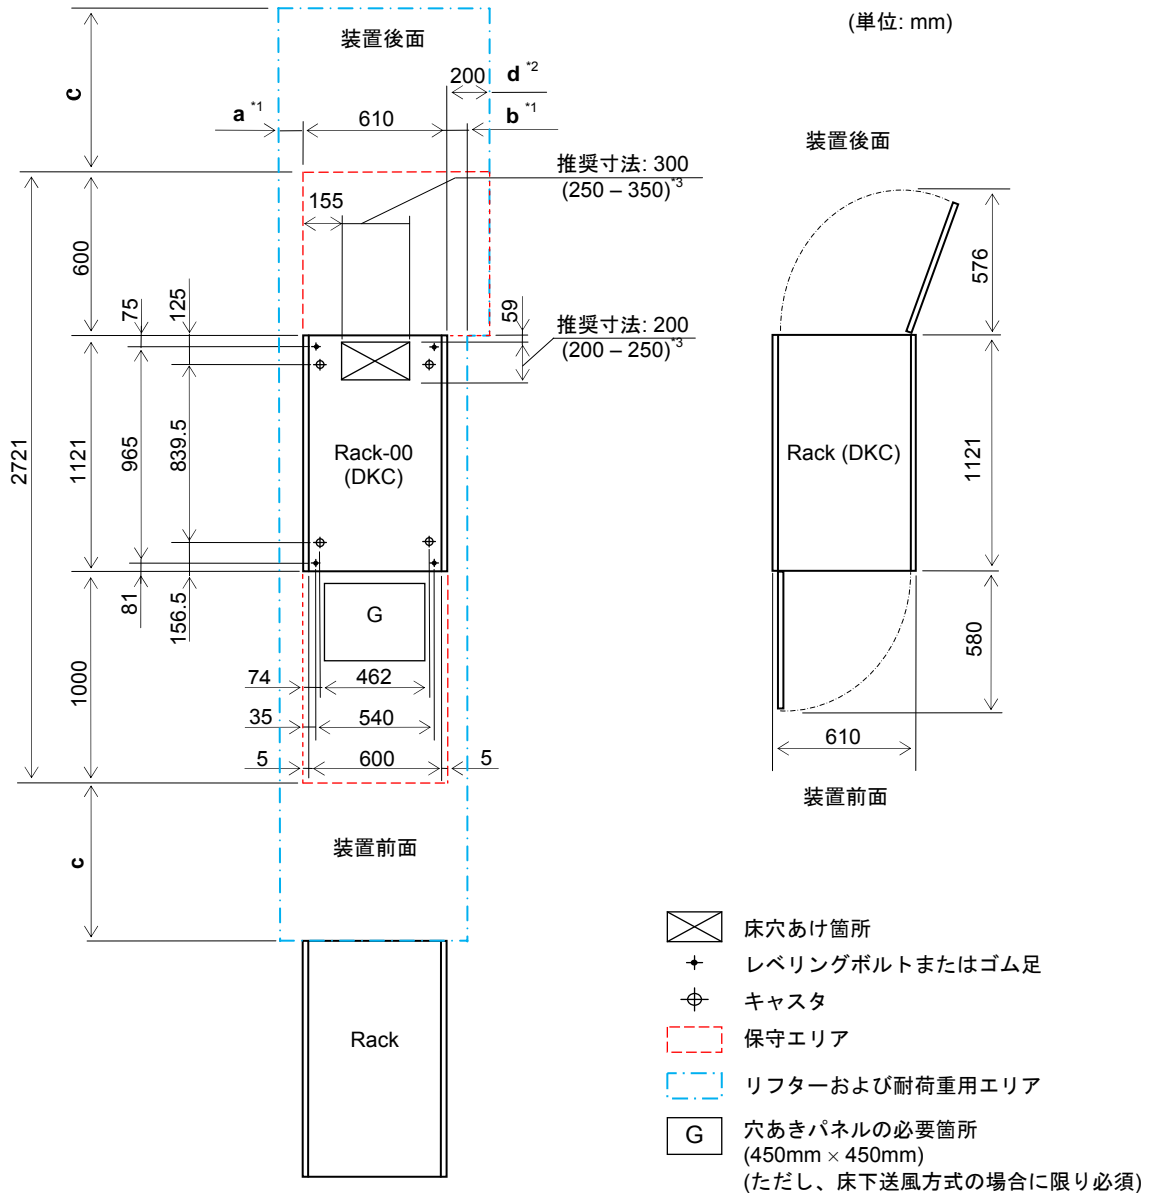 (単位: mm)
装置後面
c
200 d *2
a *1
610
b *1
推奨寸法: 300
(250 – 350)*3
155
600
75
125
59
推奨寸法: 200
(200 – 250)*3
2721
1121
965
839.5
Rack-00
(DKC)
81
156.5
G
1000
74
462
35
540
5
600
5
装置前面
c
Rack
装置後面
576
Rack (DKC)
1121
580
610
装置前面
床穴あけ箇所
レベリングボルトまたはゴム足
キャスタ
保守エリア
リフターおよび耐荷重用エリア
G 穴あきパネルの必要箇所
(450mm × 450mm)
(ただし、床下送風方式の場合に限り必須)